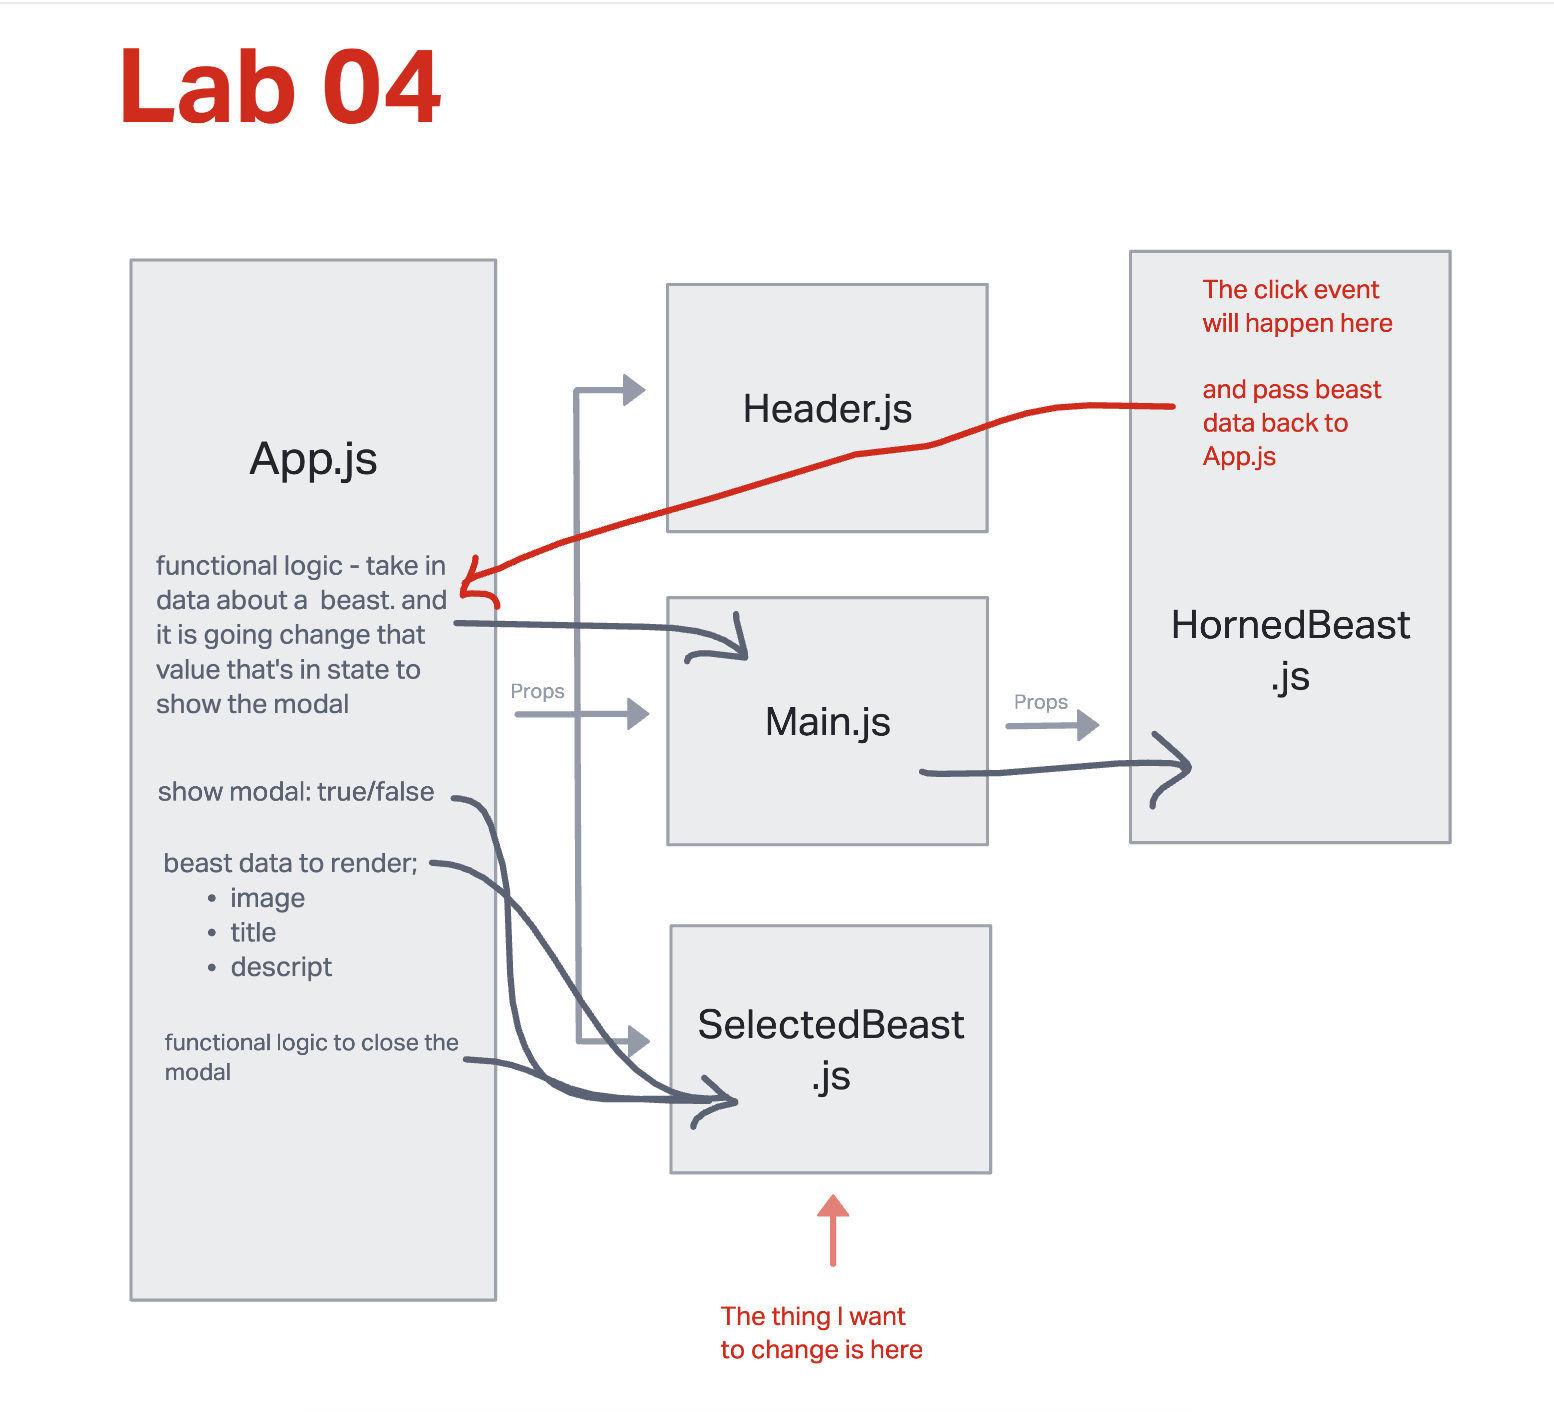 Lab 04
App.js
functional logic - take in
data about a  beast. and
it is going change that
value that's in state to
show the modal
show modal: true/false
beast data to render;
• image
• title
• descript
functional logic to close the
modal
Props
Header.js
Main.js
SelectedBeast
.js
The thing I want
to change is here
Props
The click event
will happen here
and pass beast
data back to
App.js
HornedBeast
.js